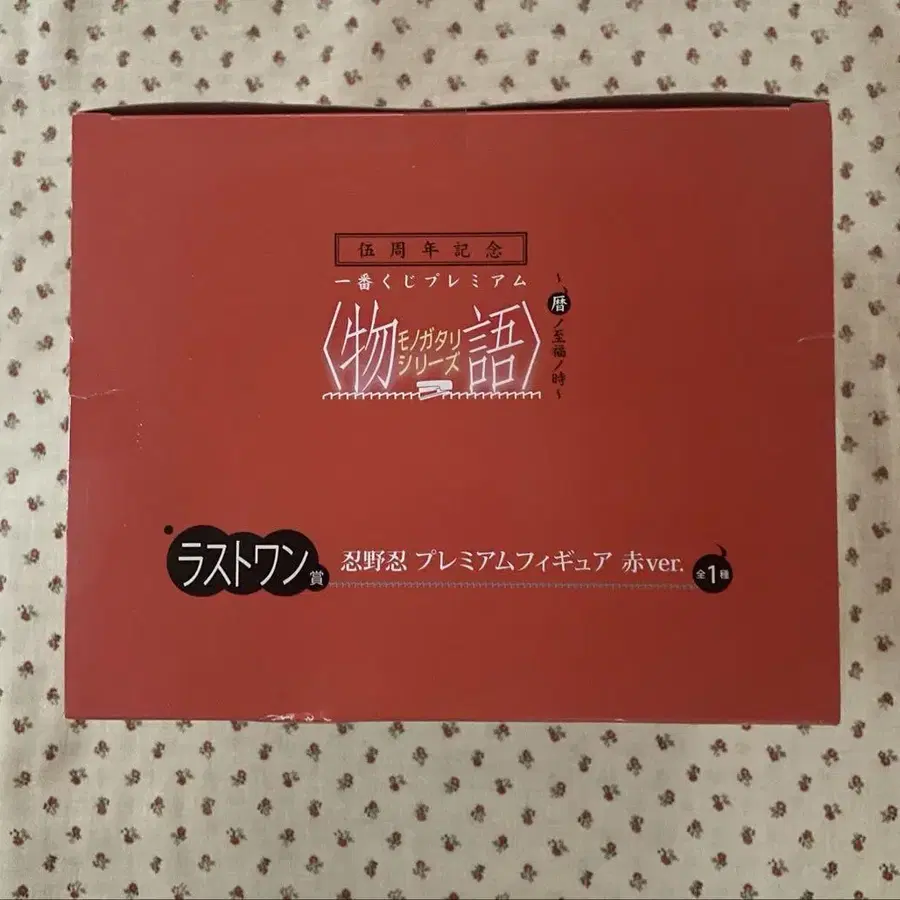 伍周年記念
一番くじプレミアム
〈物語〉
モノガタリ
シリーズ
～暦ノ至福ノ時～
ラストワン賞
忍野忍 プレミアムフィギュア 赤ver.
全1種